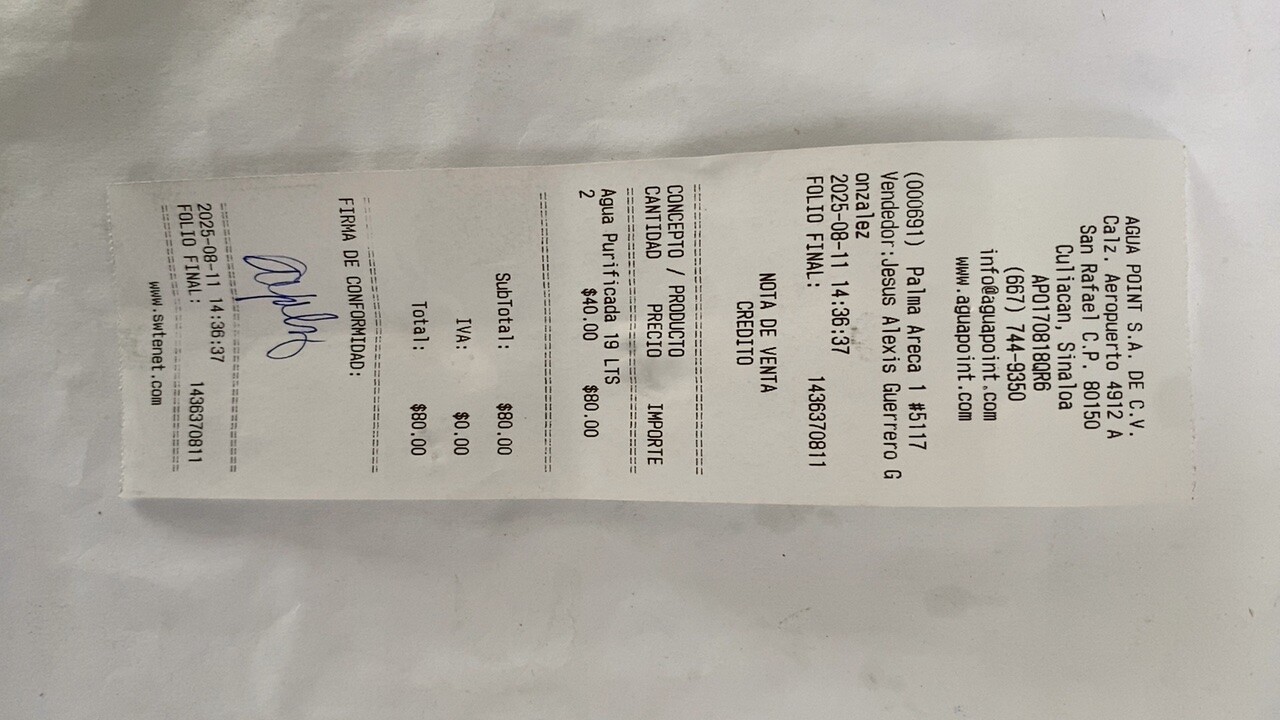 AGUA POINT S.A. DE C.V.
Calz. Aeropuerto 4912 A
San Rafael C.P. 80150
Culiacan, Sinaloa
APO170818QR6
(667) 744-9350
info@aguapoint.com
www.aguapoint.com
(000691) Palma Areca 1 #5117
Vendedor:Jesus Alexis Guerrero G
onzalez
2025-08-11 14:36:37
FOLIO FINAL: 1436370811
NOTA DE VENTA
CREDITO
================================
CONCEPTO / PRODUCTO
CANTIDAD PRECIO IMPORTE
================================
Agua Purificada 19 LTS
2 $40.00 $80.00
================================
SubTotal: $80.00
IVA: $0.00
Total: $80.00
================================
FIRMA DE CONFORMIDAD:
================================
2025-08-11 14:36:37
FOLIO FINAL: 1436370811
================================
www.swtenet.com